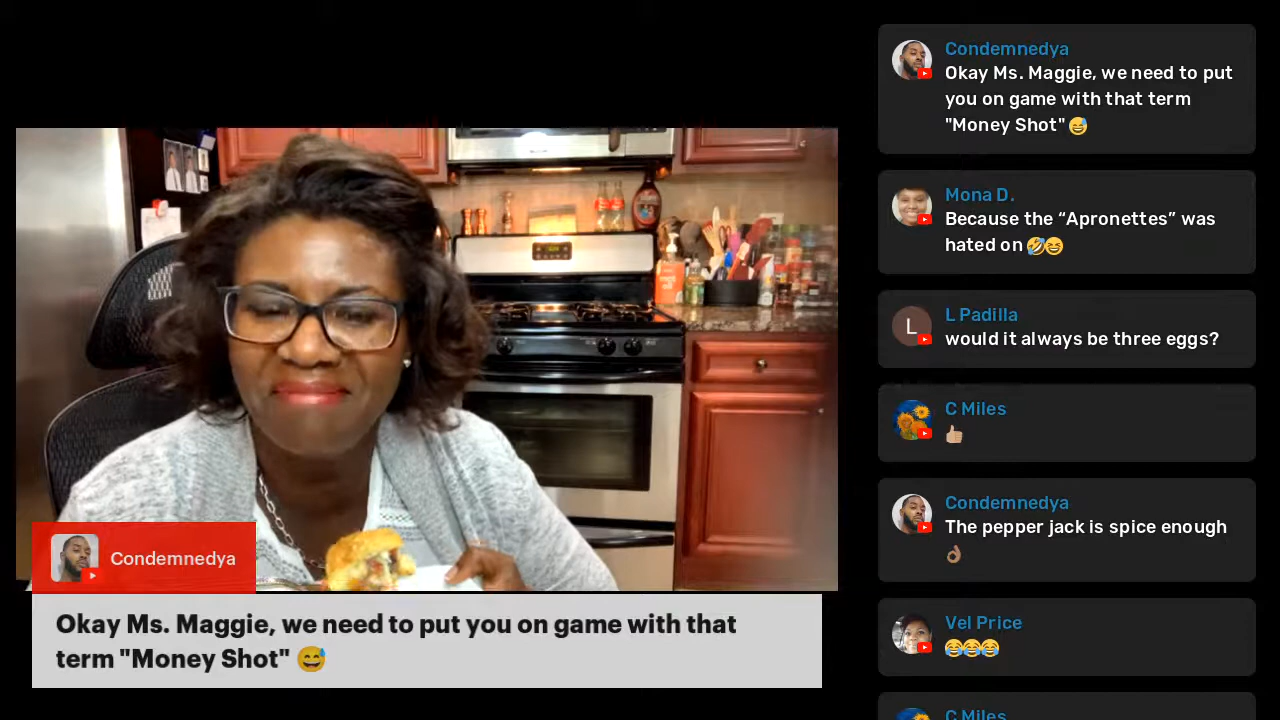 Condemnedya
Okay Ms. Maggie, we need to put
you on game with that term
"Money Shot" 😅
Mona D.
Because the “Apronettes” was
hated on 🤣😆
L
L Padilla
would it always be three eggs?
C Miles
👍🏼
Condemnedya
The pepper jack is spice enough
👌🏾
Vel Price
😂😂😂
C Miles
Condemnedya
Okay Ms. Maggie, we need to put you on game with that
term "Money Shot" 😅